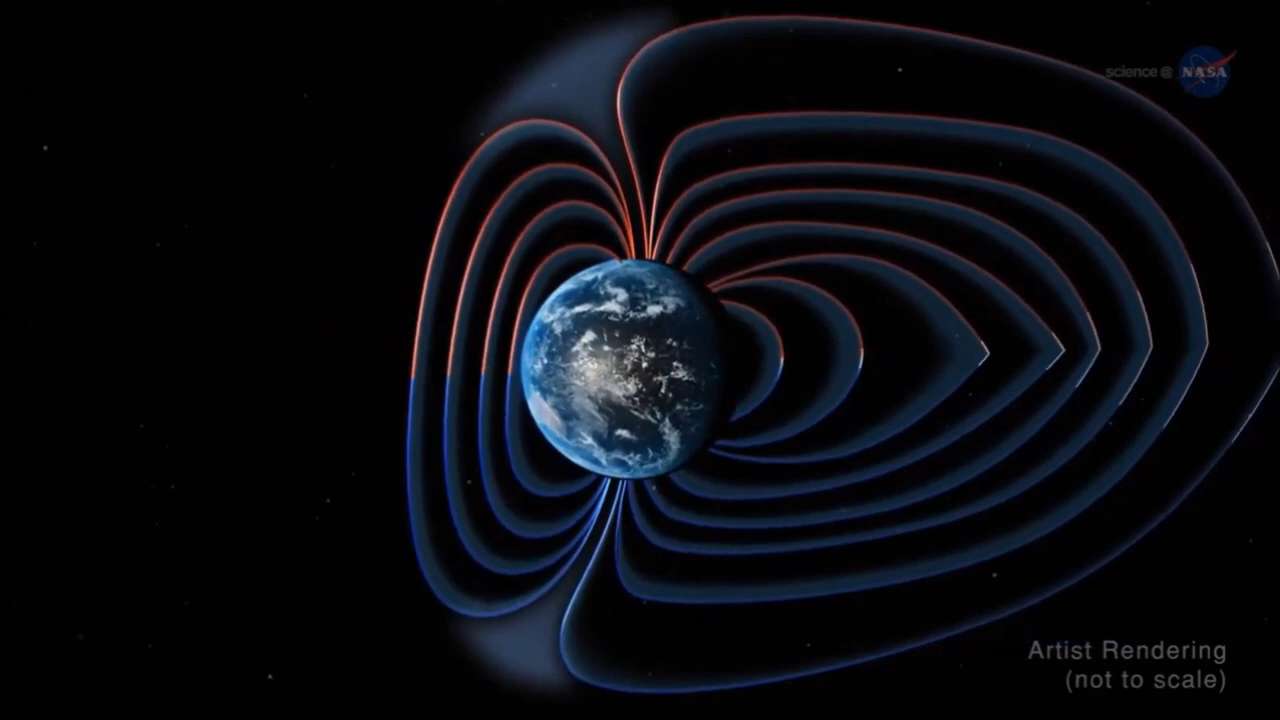 science @ NASA
Artist Rendering
(not to scale)